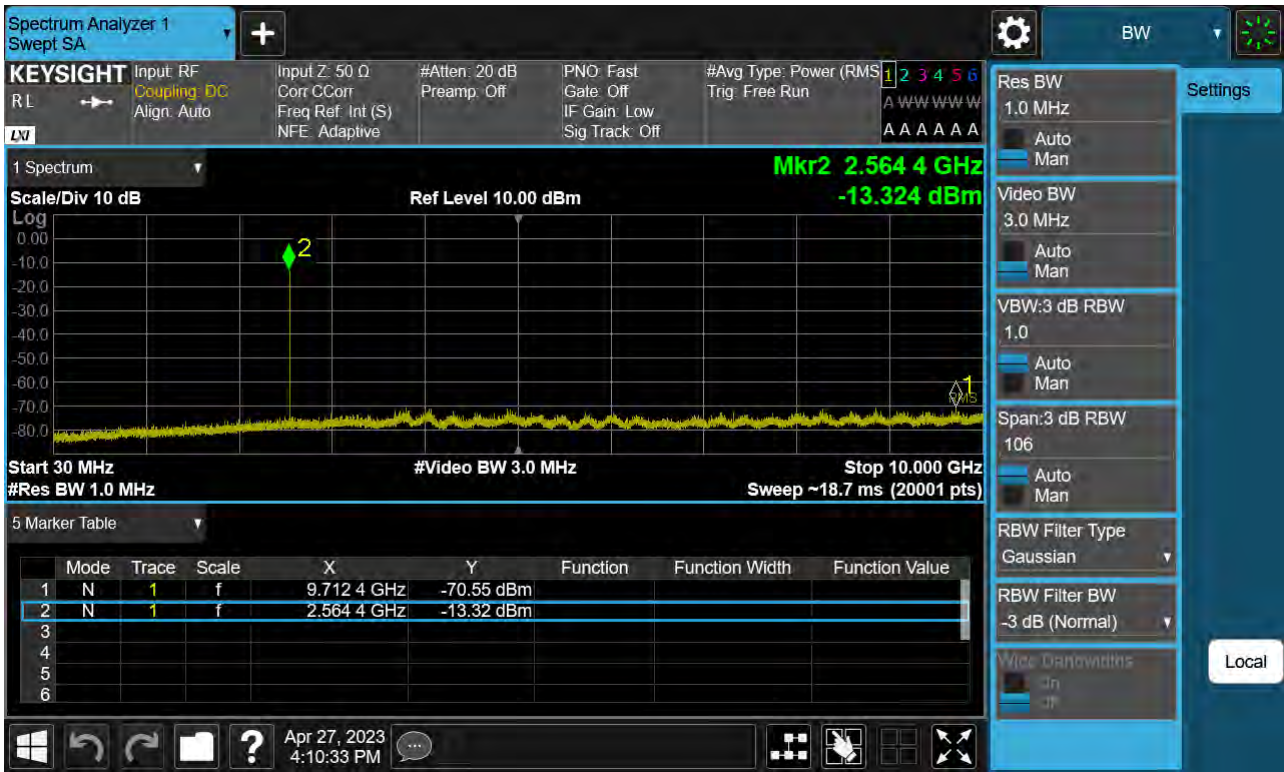 Spectrum Analyzer 1
Swept SA
BW
KEYSIGHT
RL
LXI
Input: RF
Coupling: DC
Align: Auto
Input Z: 50 Ω
Corr CCorr
Freq Ref: Int (S)
NFE: Adaptive
#Atten: 20 dB
Preamp: Off
PNO: Fast
Gate: Off
IF Gain: Low
Sig Track: Off
#Avg Type: Power (RMS
Trig: Free Run
1 2 3 4 5 6
A W W W W W
A A A A A A
1 Spectrum
Mkr2 2.564 4 GHz
Scale/Div 10 dB
Ref Level 10.00 dBm
-13.324 dBm
Log
0.00
-10.0
-20.0
-30.0
-40.0
-50.0
-60.0
-70.0
-80.0
2
1
RMS
Start 30 MHz
#Video BW 3.0 MHz
Stop 10.000 GHz
#Res BW 1.0 MHz
Sweep ~18.7 ms (20001 pts)
5 Marker Table
Mode Trace Scale X Y Function Function Width Function Value
1 N 1 f 9.712 4 GHz -70.55 dBm
2 N 1 f 2.564 4 GHz -13.32 dBm
3
4
5
6
Res BW
1.0 MHz
Auto
Man
Video BW
3.0 MHz
Auto
Man
VBW:3 dB RBW
1.0
Auto
Man
Span:3 dB RBW
106
Auto
Man
RBW Filter Type
Gaussian
RBW Filter BW
-3 dB (Normal)
Settings
Local
?
Apr 27, 2023
4:10:33 PM